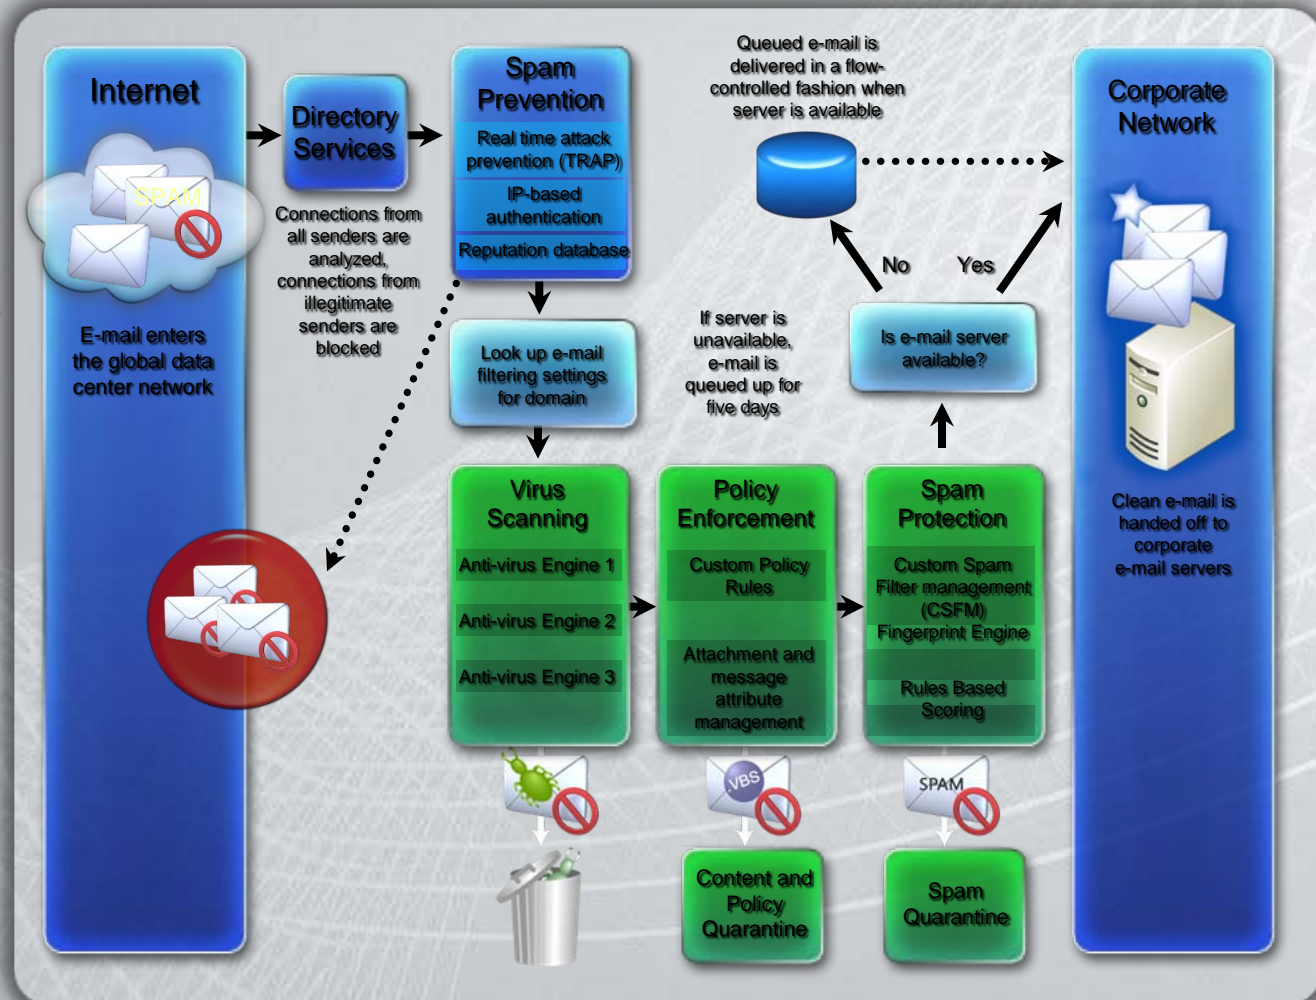 Internet
SPAM
E-mail enters
the global data
center network
Directory
Services
Connections from
all senders are
analyzed,
connections from
illegitimate
senders are
blocked
Spam
Prevention
Real time attack
prevention (TRAP)
IP-based
authentication
Reputation database
Look up e-mail
filtering settings
for domain
Queued e-mail is
delivered in a flow-
controlled fashion when
server is available
No
Yes
If server is
unavailable,
e-mail is
queued up for
five days
Is e-mail server
available?
Corporate
Network
Clean e-mail is
handed off to
corporate
e-mail servers
Virus
Scanning
Anti-virus Engine 1
Anti-virus Engine 2
Anti-virus Engine 3
Policy
Enforcement
Custom Policy
Rules
Attachment and
message
attribute
management
Spam
Protection
Custom Spam
Filter management
(CSFM)
Fingerprint Engine
Rules Based
Scoring
.VBS
SPAM
Content and
Policy
Quarantine
Spam
Quarantine